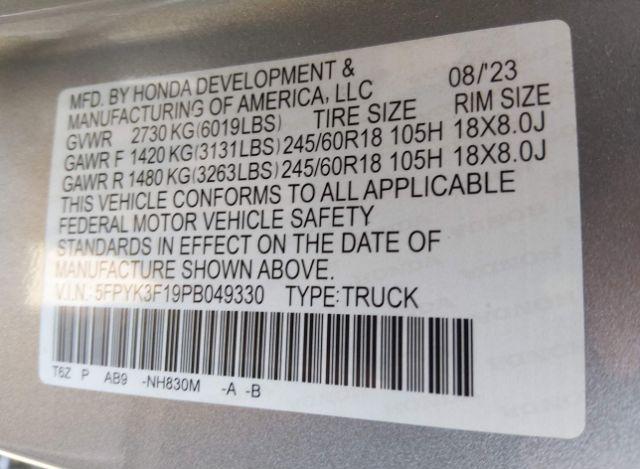 MFD. BY HONDA DEVELOPMENT & 08/'23
MANUFACTURING OF AMERICA, LLC
GVWR 2730 KG(6019LBS) TIRE SIZE RIM SIZE
GAWR F 1420 KG(3131LBS) 245/60R18 105H 18X8.0J
GAWR R 1480 KG(3263LBS) 245/60R18 105H 18X8.0J
THIS VEHICLE CONFORMS TO ALL APPLICABLE
FEDERAL MOTOR VEHICLE SAFETY
STANDARDS IN EFFECT ON THE DATE OF
MANUFACTURE SHOWN ABOVE.
V.I.N.: 5FPYK3F19PB049330 TYPE:TRUCK
T6Z P AB9 -NH830M -A -B